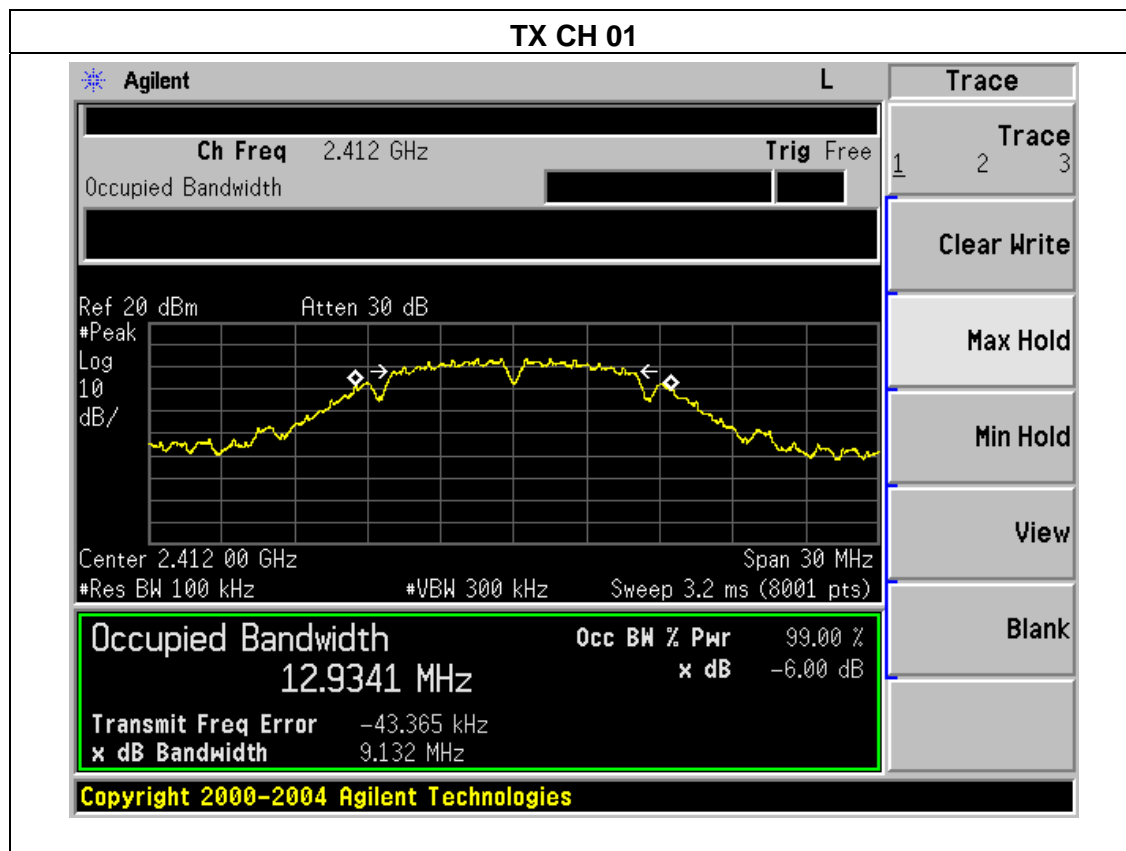 TX CH 01
Agilent L Trace
Ch Freq 2.412 GHz Trig Free
Occupied Bandwidth
Trace
1 2 3
Clear Write
Ref 20 dBm Atten 30 dB
#Peak
Log
10
dB/
Max Hold
Min Hold
View
Center 2.412 00 GHz Span 30 MHz
#Res BW 100 kHz #VBW 300 kHz Sweep 3.2 ms (8001 pts)
Blank
Occupied Bandwidth Occ BW % Pwr 99.00 %
12.9341 MHz x dB -6.00 dB
Transmit Freq Error -43.365 kHz
x dB Bandwidth 9.132 MHz
Copyright 2000-2004 Agilent Technologies